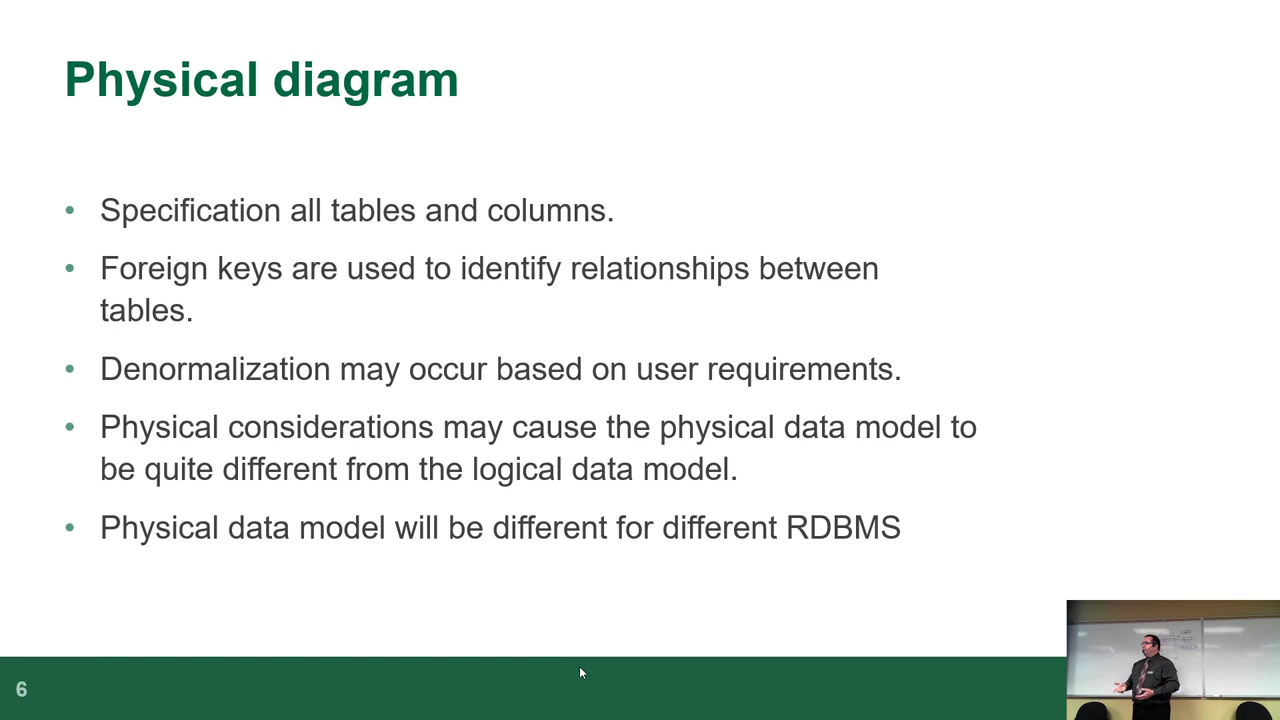 Physical diagram
• Specification all tables and columns.
• Foreign keys are used to identify relationships between
tables.
• Denormalization may occur based on user requirements.
• Physical considerations may cause the physical data model to
be quite different from the logical data model.
• Physical data model will be different for different RDBMS
6